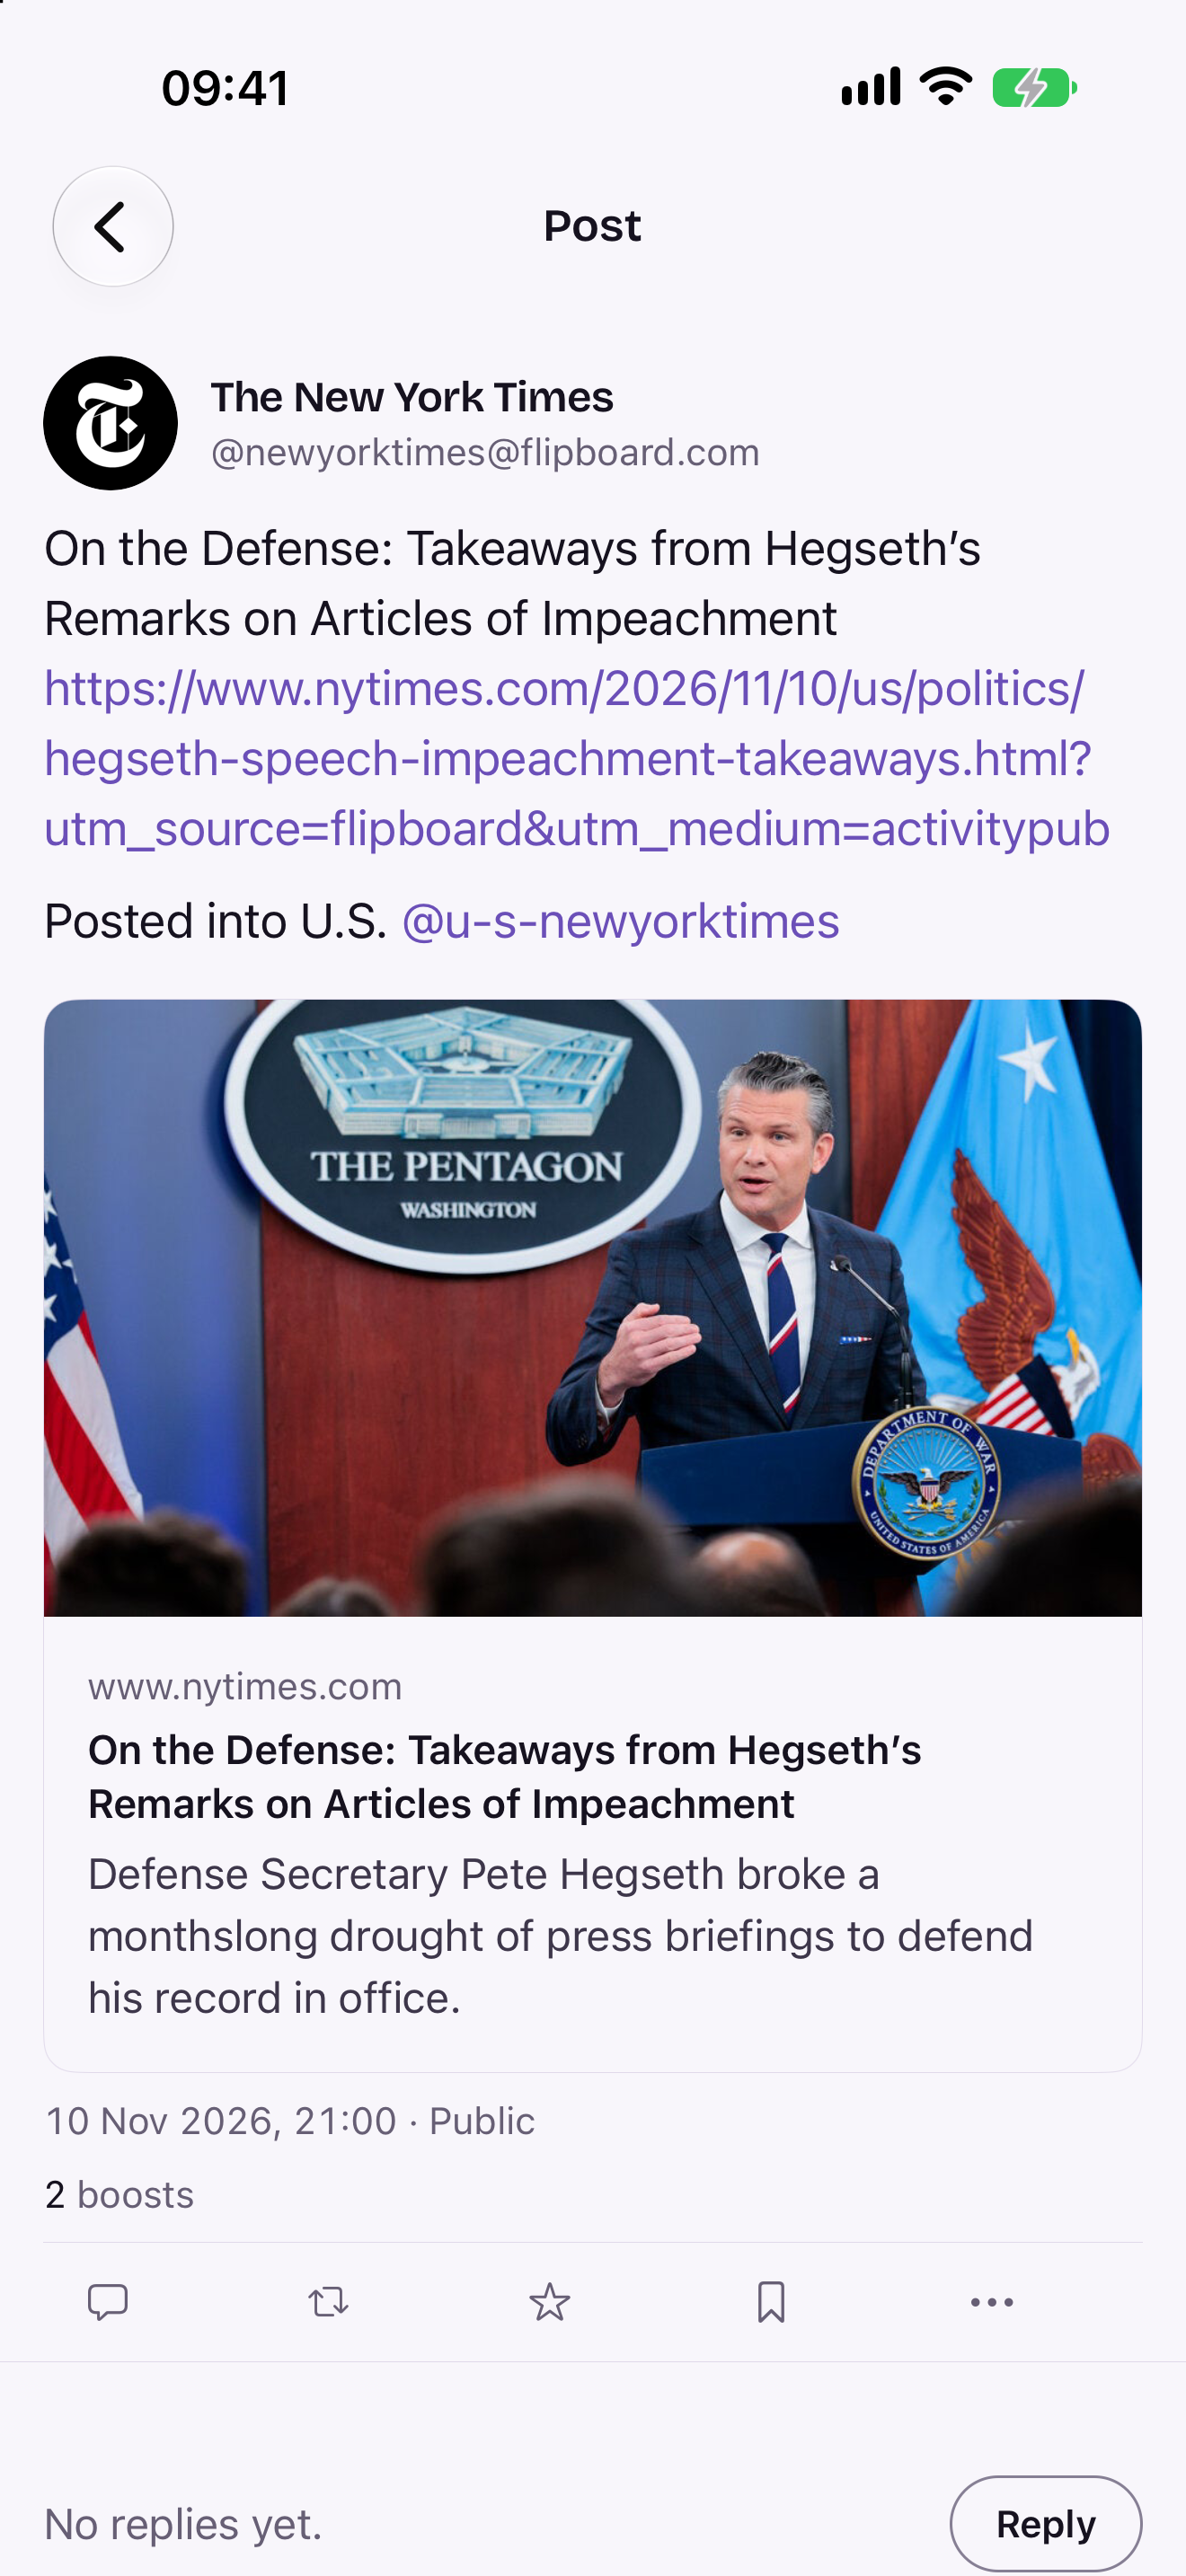 09:41
Post
The New York Times
@newyorktimes@flipboard.com
On the Defense: Takeaways from Hegseth’s
Remarks on Articles of Impeachment
https://www.nytimes.com/2026/11/10/us/politics/
hegseth-speech-impeachment-takeaways.html?
utm_source=flipboard&utm_medium=activitypub
Posted into U.S. @u-s-newyorktimes
THE PENTAGON
WASHINGTON
DEPARTMENT OF WAR
UNITED STATES OF AMERICA
www.nytimes.com
On the Defense: Takeaways from Hegseth’s
Remarks on Articles of Impeachment
Defense Secretary Pete Hegseth broke a
monthslong drought of press briefings to defend
his record in office.
10 Nov 2026, 21:00 · Public
2 boosts
No replies yet.
Reply